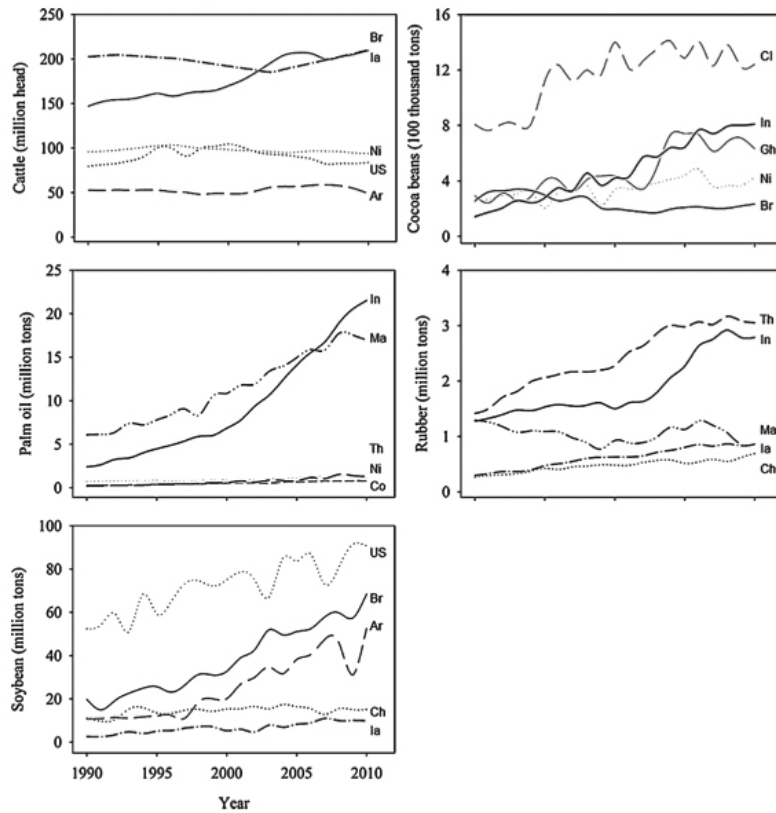 Cattle (million head)
250
200
150
100
50
0
Br
Ia
Ni
US
Ar
Cocoa beans (100 thousand tons)
16
12
8
4
0
CI
In
Gh
Ni
Br
Palm oil (million tons)
25
20
15
10
5
0
In
Ma
Th
Ni
Co
Rubber (million tons)
4
3
2
1
0
Th
In
Ma
Ia
Ch
Soybean (million tons)
100
80
60
40
20
0
US
Br
Ar
Ch
Ia
1990 1995 2000 2005 2010
Year